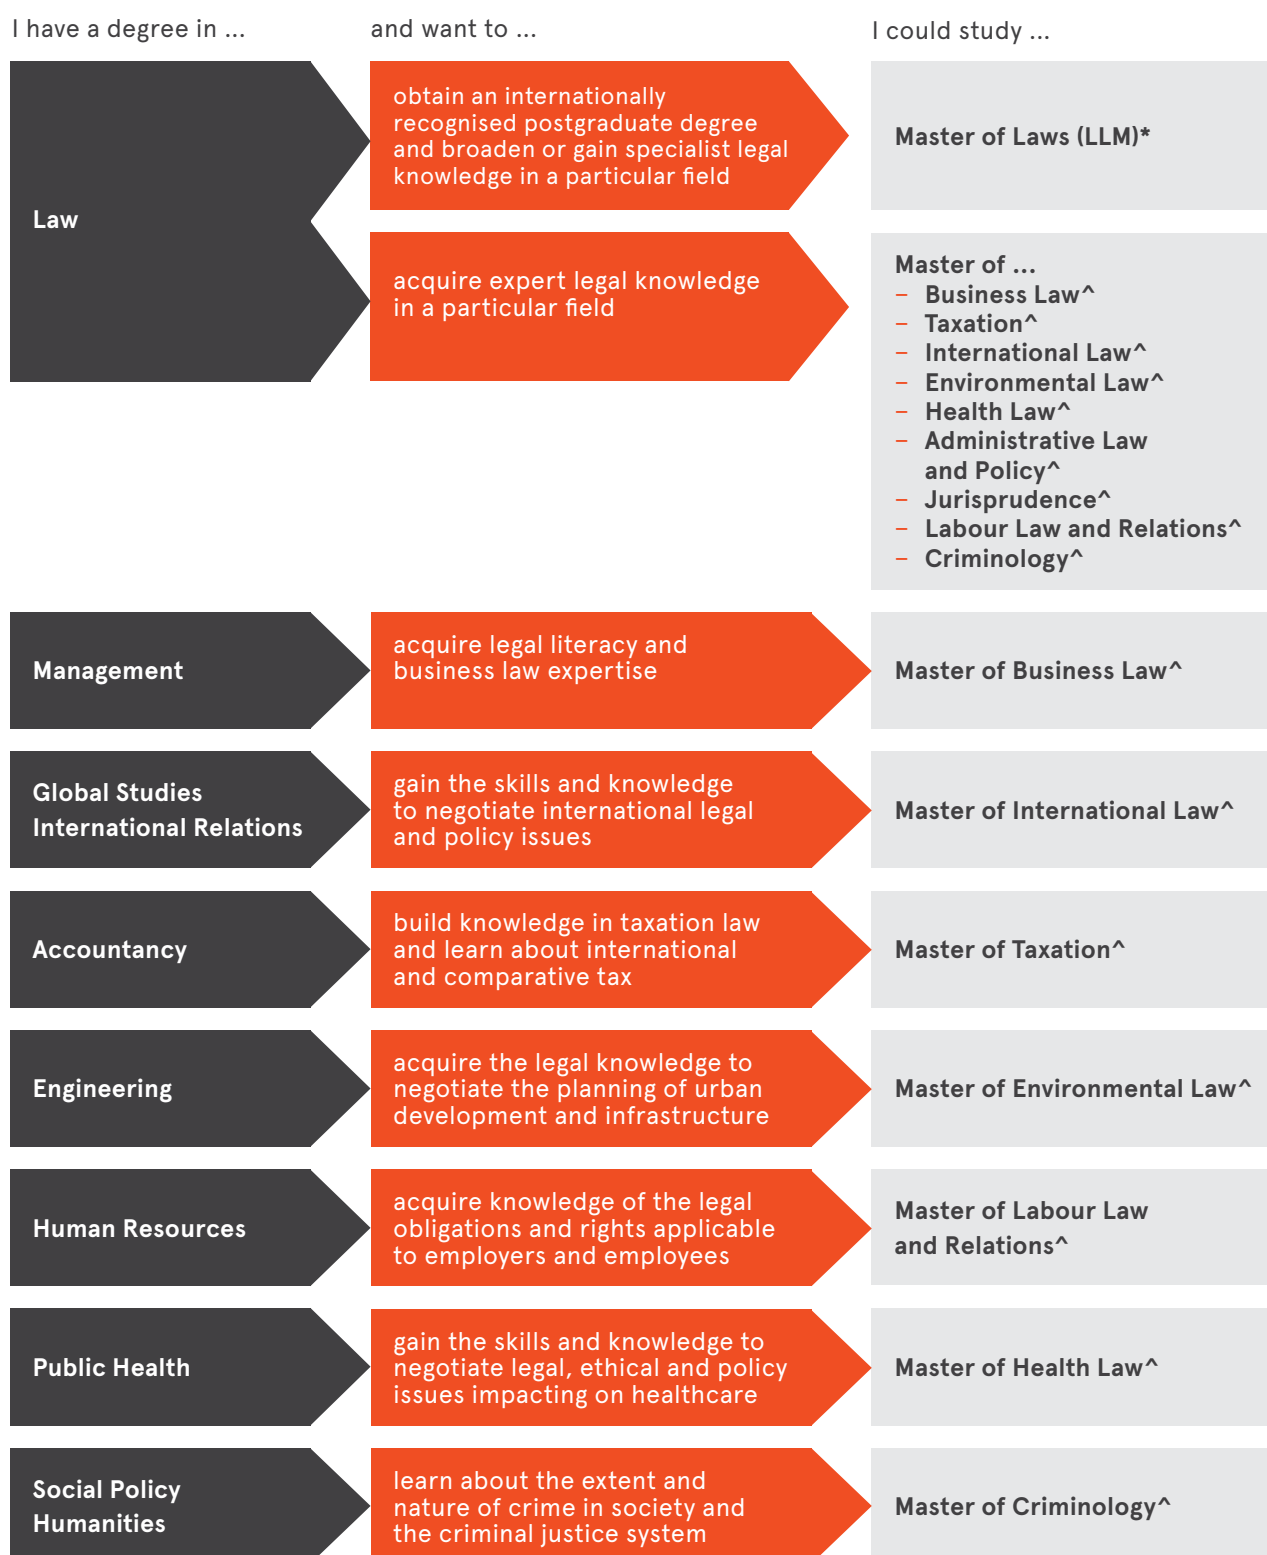 I have a degree in ...
and want to ...
I could study ...
Law
obtain an internationally
recognised postgraduate degree
and broaden or gain specialist legal
knowledge in a particular field
Master of Laws (LLM)*
acquire expert legal knowledge
in a particular field
Master of ...
– Business Law^
– Taxation^
– International Law^
– Environmental Law^
– Health Law^
– Administrative Law
and Policy^
– Jurisprudence^
– Labour Law and Relations^
– Criminology^
Management
acquire legal literacy and
business law expertise
Master of Business Law^
Global Studies
International Relations
gain the skills and knowledge
to negotiate international legal
and policy issues
Master of International Law^
Accountancy
build knowledge in taxation law
and learn about international
and comparative tax
Master of Taxation^
Engineering
acquire the legal knowledge to
negotiate the planning of urban
development and infrastructure
Master of Environmental Law^
Human Resources
acquire knowledge of the legal
obligations and rights applicable
to employers and employees
Master of Labour Law
and Relations^
Public Health
gain the skills and knowledge to
negotiate legal, ethical and policy
issues impacting on healthcare
Master of Health Law^
Social Policy
Humanities
learn about the extent and
nature of crime in society and
the criminal justice system
Master of Criminology^